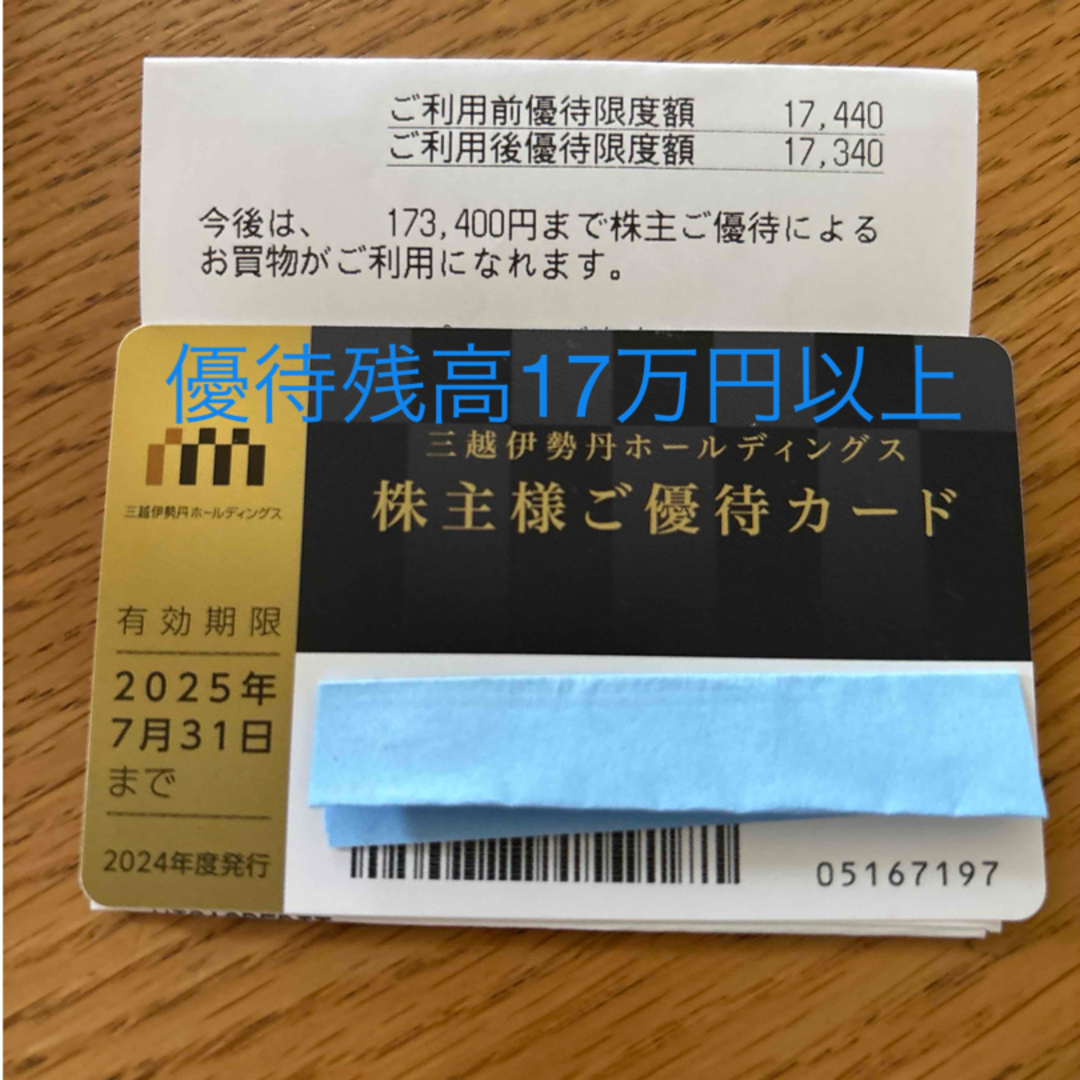 ご利用前優待限度額 17,440
ご利用後優待限度額 17,340
今後は、 173,400円まで株主ご優待による
お買物がご利用になれます。
優待残高17万円以上
三越伊勢丹ホールディングス
株主様ご優待カード
三越伊勢丹ホールディングス
有効期限
2025年
7月31日
まで
2024年度発行
05167197